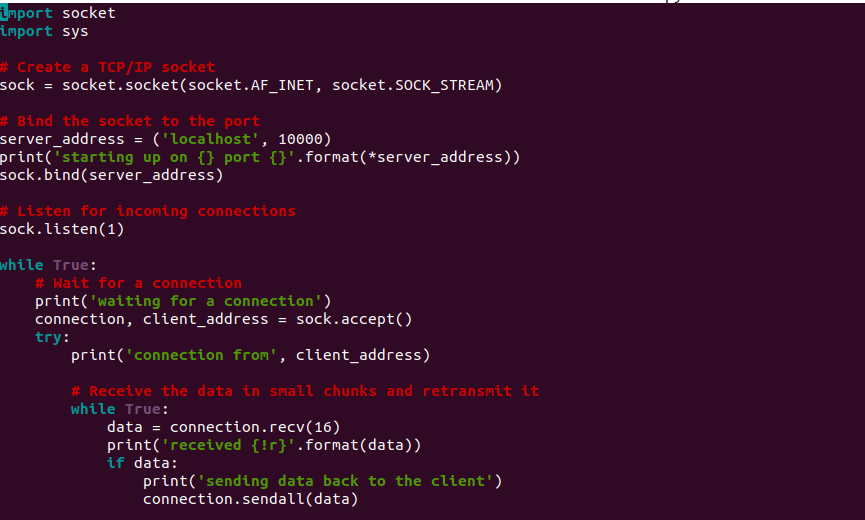 import socket
import sys

# Create a TCP/IP socket
sock = socket.socket(socket.AF_INET, socket.SOCK_STREAM)

# Bind the socket to the port
server_address = ('localhost', 10000)
print('starting up on {} port {}'.format(*server_address))
sock.bind(server_address)

# Listen for incoming connections
sock.listen(1)

while True:
    # Wait for a connection
    print('waiting for a connection')
    connection, client_address = sock.accept()
    try:
        print('connection from', client_address)

        # Receive the data in small chunks and retransmit it
        while True:
            data = connection.recv(16)
            print('received {!r}'.format(data))
            if data:
                print('sending data back to the client')
                connection.sendall(data)